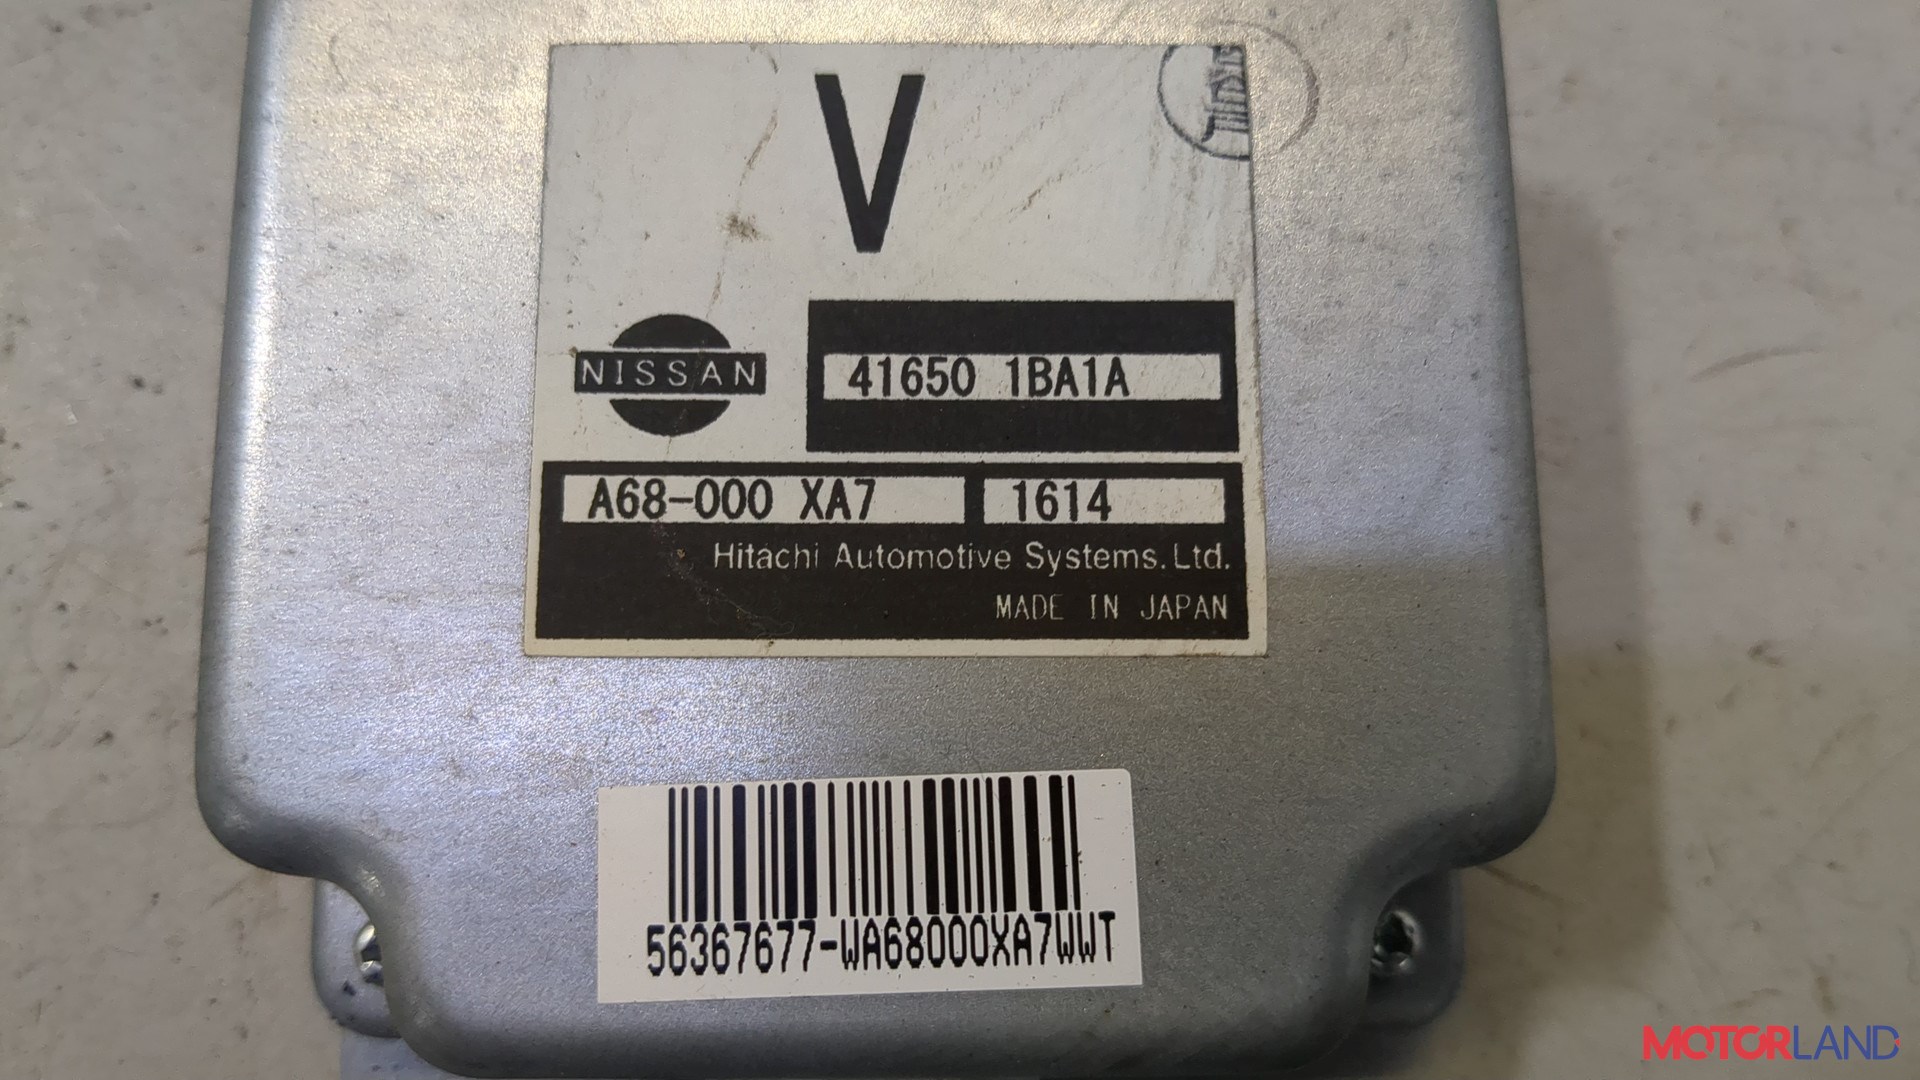 V
NISSAN
41650 1BA1A
A68-000 XA7
1614
Hitachi Automotive Systems.Ltd.
MADE IN JAPAN
56367677-WA68000XA7WWT
MOTORLAND